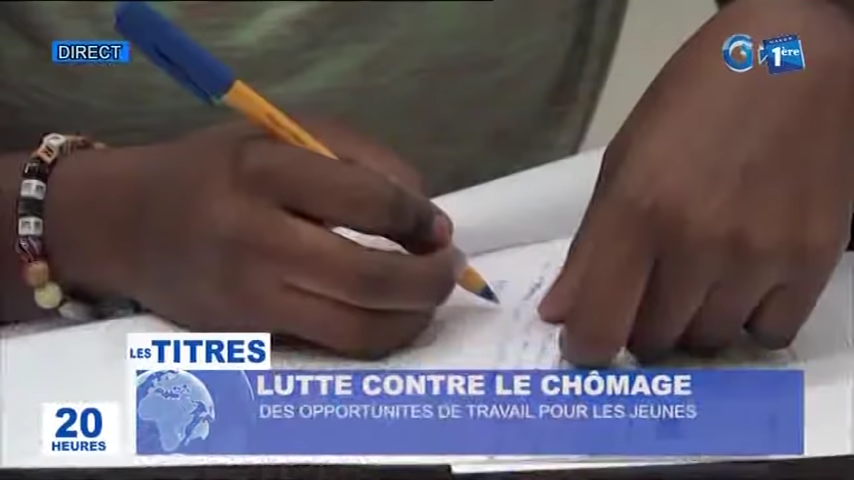 DIRECT
G 1ère
LES TITRES
20
HEURES
LUTTE CONTRE LE CHÔMAGE
DES OPPORTUNITES DE TRAVAIL POUR LES JEUNES